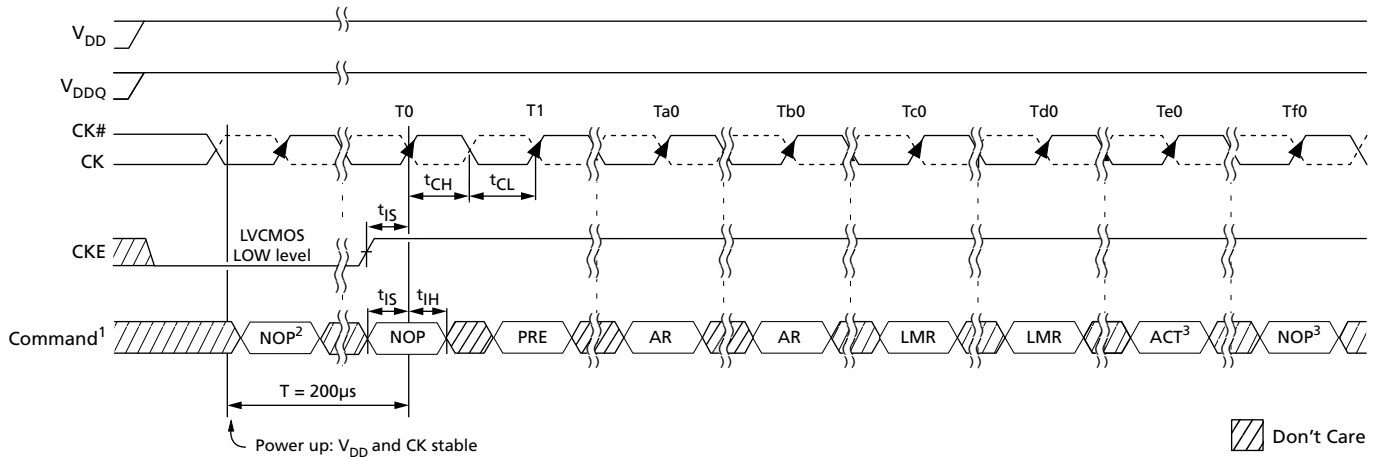 VDD
VDDQ
T0 T1 Ta0 Tb0 Tc0 Td0 Te0 Tf0
CK#
CK
tCH tCL
tIS
LVCMOS
LOW level
CKE
tIS tIH
Command1 NOP2 NOP PRE AR AR LMR LMR ACT3 NOP3
T = 200µs
Power up: VDD and CK stable
Don't Care